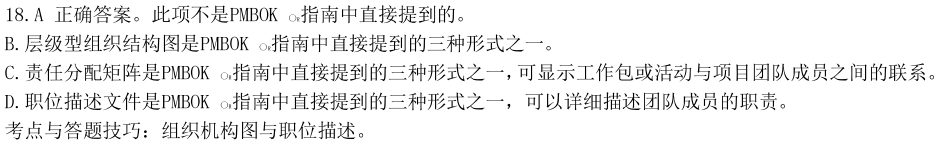 18.A 正确答案。此项不是PMBOK ○R指南中直接提到的。
B.层级型组织结构图是PMBOK ○R指南中直接提到的三种形式之一。
C.责任分配矩阵是PMBOK ○R指南中直接提到的三种形式之一，可显示工作包或活动与项目团队成员之间的联系。
D.职位描述文件是PMBOK ○R指南中直接提到的三种形式之一，可以详细描述团队成员的职责。
考点与答题技巧：组织机构图与职位描述。